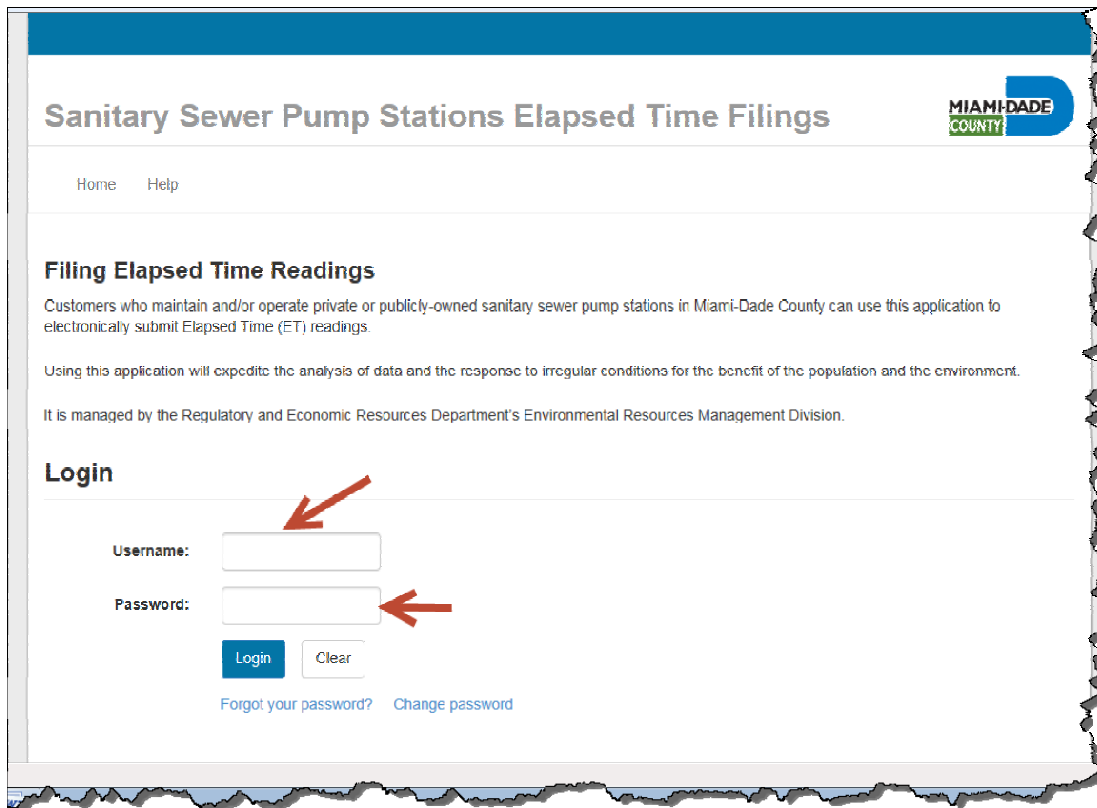 Sanitary Sewer Pump Stations Elapsed Time Filings
MIAMI-DADE
COUNTY
Home Help
Filing Elapsed Time Readings
Customers who maintain and/or operate private or publicly-owned sanitary sewer pump stations in Miami-Dade County can use this application to
electronically submit Elapsed Time (ET) readings.
Using this application will expedite the analysis of data and the response to irregular conditions for the benefit of the population and the environment.
It is managed by the Regulatory and Economic Resources Department's Environmental Resources Management Division.
Login
Username:
Password:
Login Clear
Forgot your password? Change password